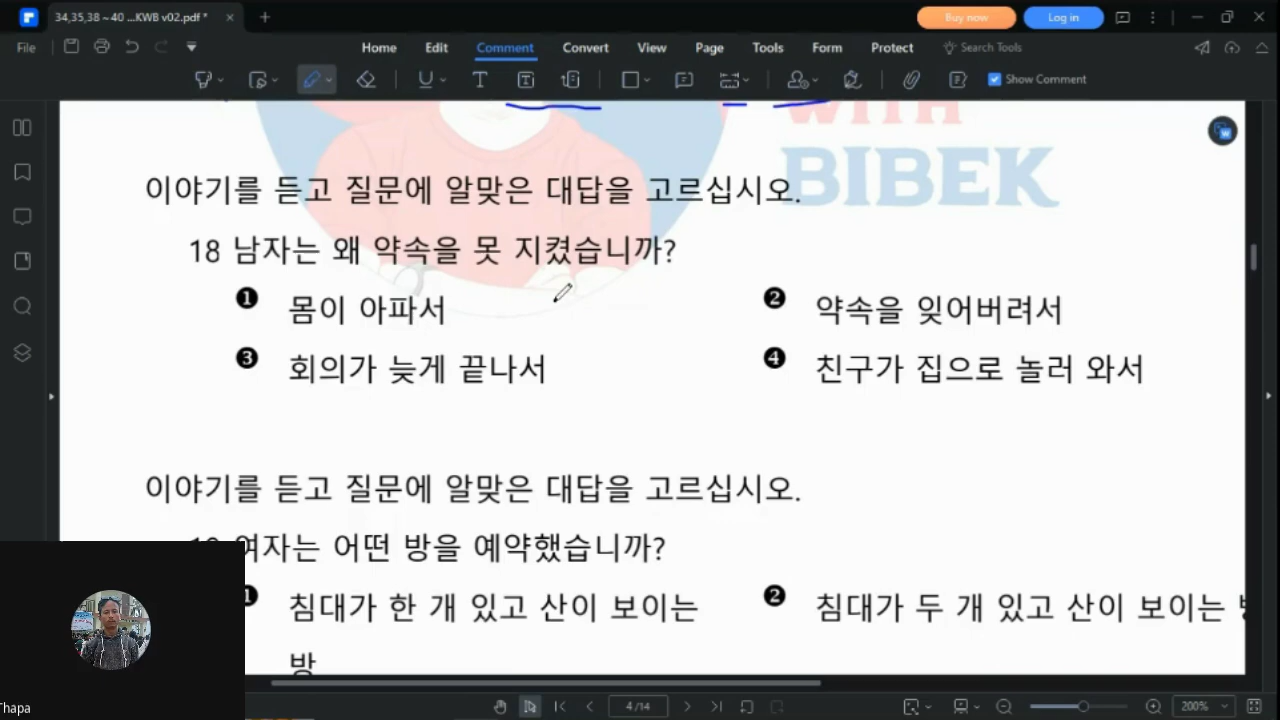 34,35,38 ~ 40 ...KWB v02.pdf *
Buy now
Log in
File
Home
Edit
Comment
Convert
View
Page
Tools
Form
Protect
Search Tools
Show Comment
WITH
BIBEK
이야기를 듣고 질문에 알맞은 대답을 고르십시오.
18 남자는 왜 약속을 못 지켰습니까?
❶ 몸이 아파서
❷ 약속을 잊어버려서
❸ 회의가 늦게 끝나서
❹ 친구가 집으로 놀러 와서
이야기를 듣고 질문에 알맞은 대답을 고르십시오.
여자는 어떤 방을 예약했습니까?
❶ 침대가 한 개 있고 산이 보이는
방
❷ 침대가 두 개 있고 산이 보이는
Thapa
4 /14
200%